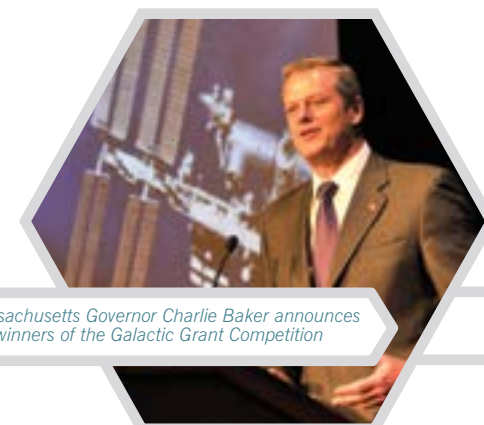 sachusetts Governor Charlie Baker announces
winners of the Galactic Grant Competition